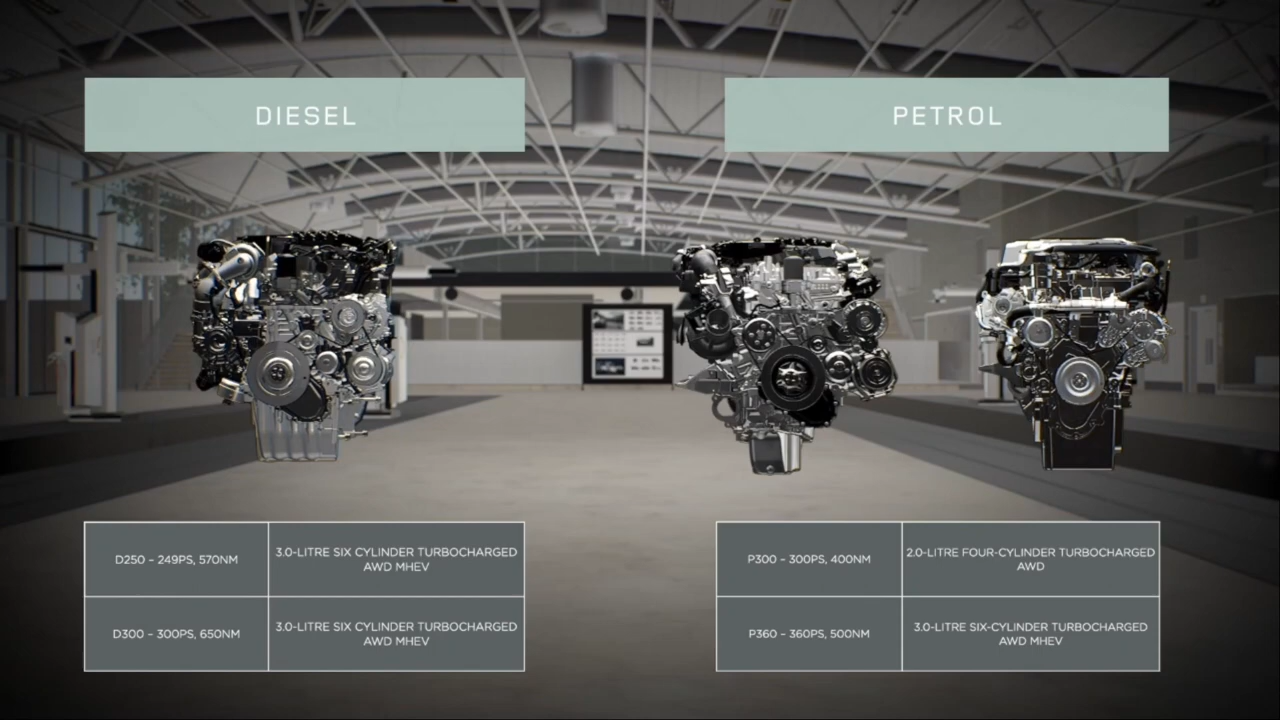 DIESEL
PETROL
D250 – 249PS, 570NM
3.0-LITRE SIX CYLINDER TURBOCHARGED
AWD MHEV
D300 – 300PS, 650NM
3.0-LITRE SIX CYLINDER TURBOCHARGED
AWD MHEV
P300 – 300PS, 400NM
2.0-LITRE FOUR-CYLINDER TURBOCHARGED
AWD
P360 – 360PS, 500NM
3.0-LITRE SIX-CYLINDER TURBOCHARGED
AWD MHEV